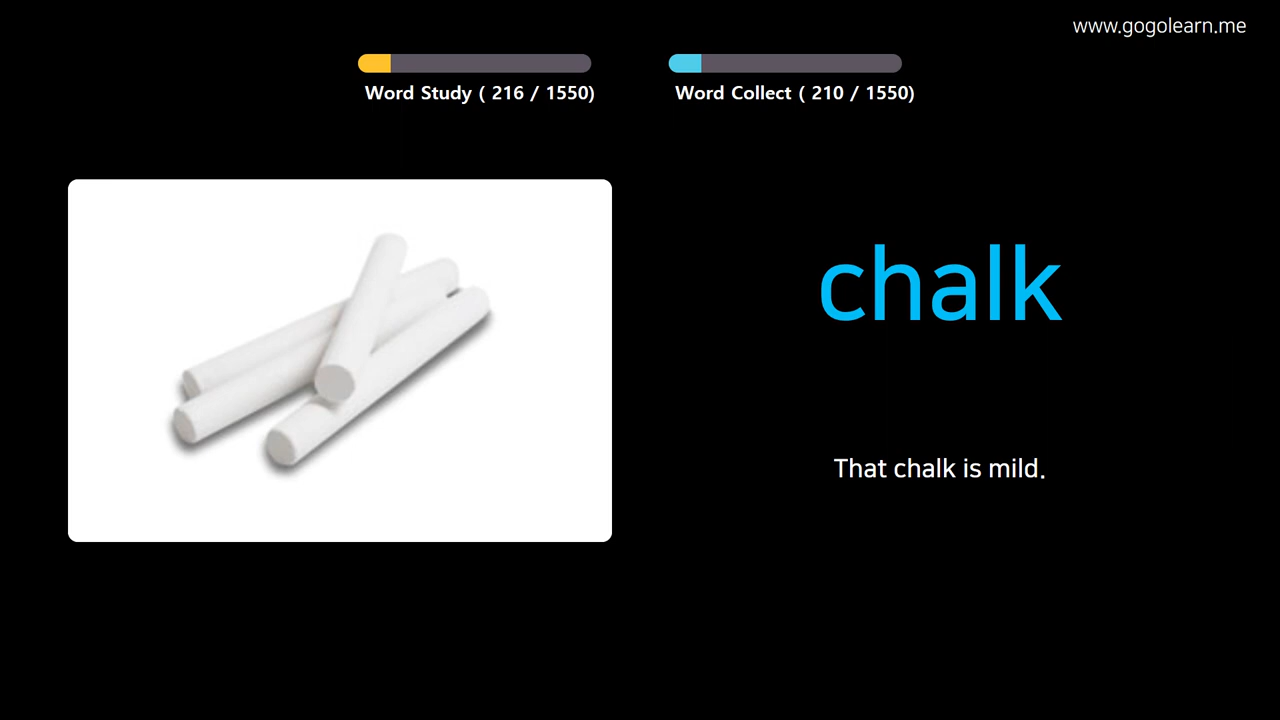 www.gogolearn.me
Word Study ( 216 / 1550)
Word Collect ( 210 / 1550)
chalk
That chalk is mild.